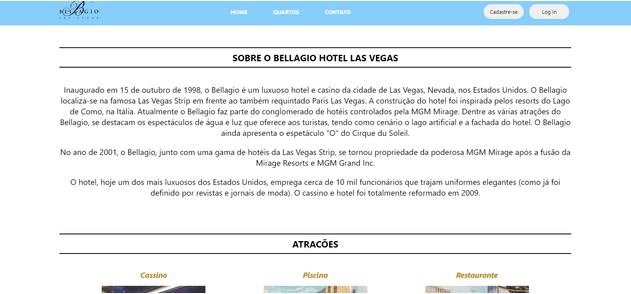 BELLAGIO
LAS VEGAS
HOME QUARTOS CONTATO Cadastre-se Log in
SOBRE O BELLAGIO HOTEL LAS VEGAS
Inaugurado em 15 de outubro de 1998, o Bellagio é um luxuoso hotel e casino da cidade de Las Vegas, Nevada, nos Estados Unidos. O Bellagio
localiza-se na famosa Las Vegas Strip em frente ao também requintado Paris Las Vegas. A construção do hotel foi inspirada pelos resorts do Lago
de Como, na Itália. Atualmente o Bellagio faz parte do conglomerado de hotéis controlados pela MGM Mirage. Dentre as várias atrações do
Bellagio, se destacam os espectáculos de água e luz que oferece aos turistas, tendo como cenário o lago artificial e a fachada do hotel. O Bellagio
ainda apresenta o espetáculo "O" do Cirque du Soleil.
No ano de 2001, o Bellagio, junto com uma gama de hotéis da Las Vegas Strip, se tornou propriedade da poderosa MGM Mirage após a fusão da
Mirage Resorts e MGM Grand Inc.
O hotel, hoje um dos mais luxuosos dos Estados Unidos, emprega cerca de 10 mil funcionários que trajam uniformes elegantes (como já foi
definido por revistas e jornais de moda). O cassino e hotel foi totalmente reformado em 2009.
ATRACÕES
Cassino Piscina Restaurante